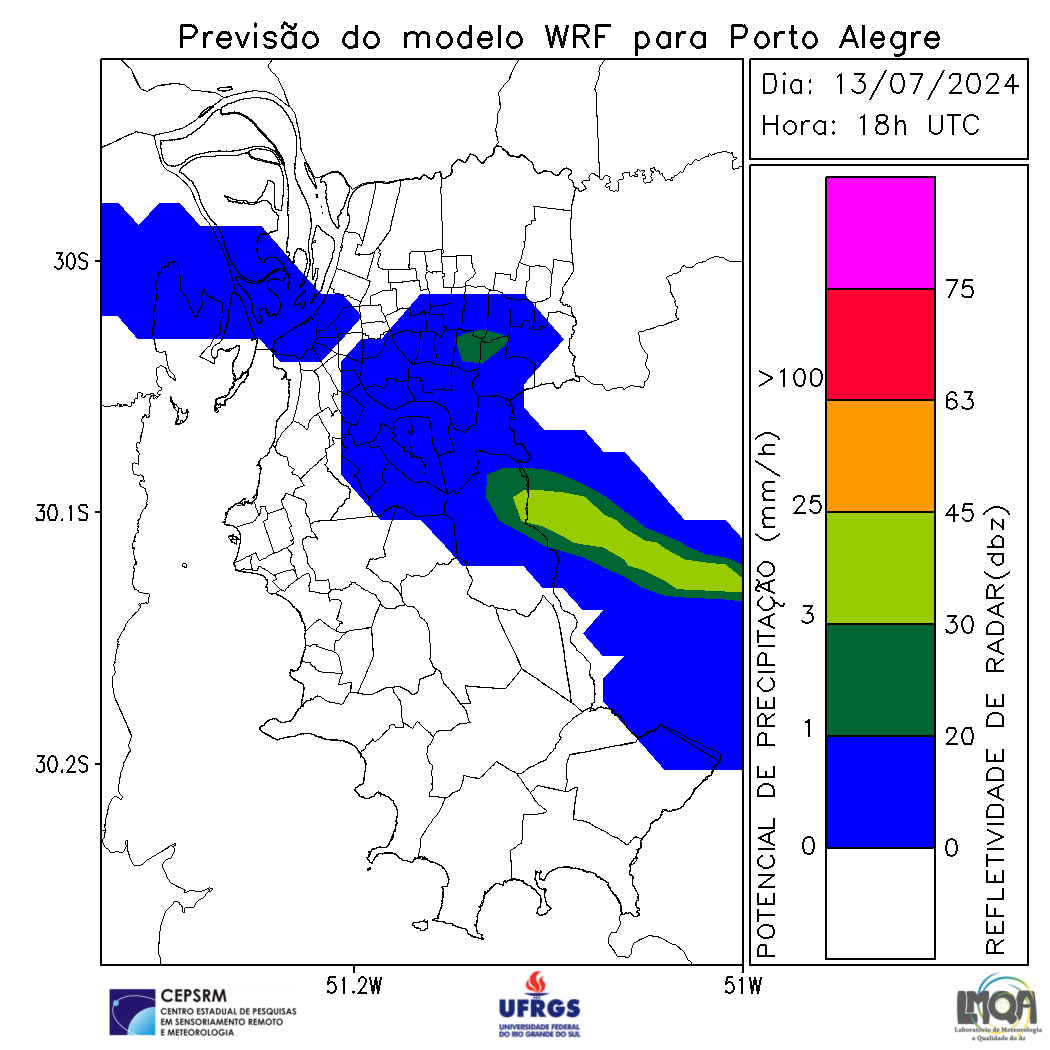 Previsão do modelo WRF para Porto Alegre
Dia: 13/07/2024
Hora: 18h UTC
30S
30.1S
30.2S
51.2W
51W
POTENCIAL DE PRECIPITAÇÃO (mm/h)
>100
25
3
1
0
75
63
45
30
20
0
REFLETIVIDADE DE RADAR(dbz)
CEPSRM
CENTRO ESTADUAL DE PESQUISAS
EM SENSORIAMENTO REMOTO
E METEOROLOGIA
UFRGS
UNIVERSIDADE FEDERAL
DO RIO GRANDE DO SUL
LMQA
Laboratório de Meteorologia
e Qualidade do Ar